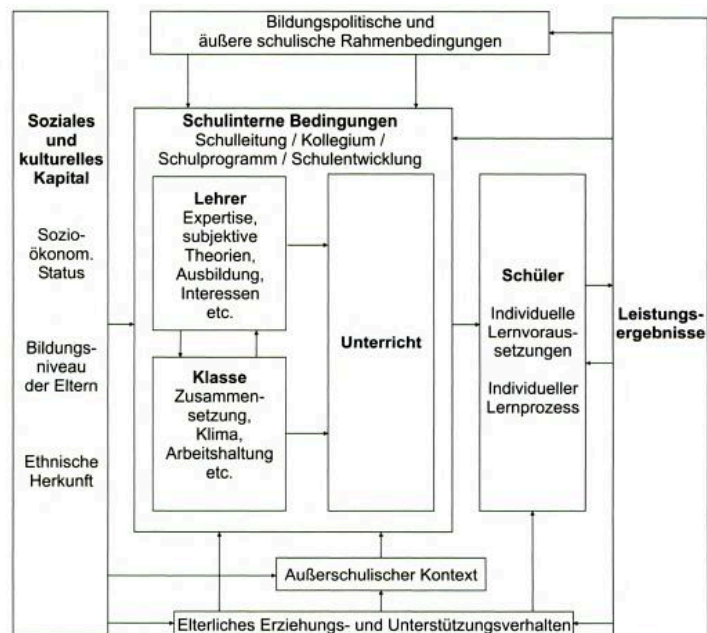 Bildungspolitische und
äußere schulische Rahmenbedingungen
Soziales
und
kulturelles
Kapital
Sozio-
ökonom.
Status
Bildungs-
niveau
der Eltern
Ethnische
Herkunft
Schulinterne Bedingungen
Schulleitung / Kollegium /
Schulprogramm / Schulentwicklung
Lehrer
Expertise,
subjektive
Theorien,
Ausbildung,
Interessen
etc.
Klasse
Zusammen-
setzung,
Klima,
Arbeitshaltung
etc.
Unterricht
Schüler
Individuelle
Lernvoraus-
setzungen
Individueller
Lernprozess
Leistungs-
ergebnisse
Außerschulischer Kontext
Elterliches Erziehungs- und Unterstützungsverhalten